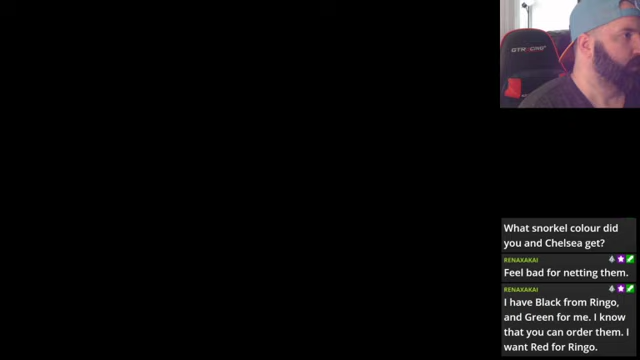 GTRACING
What snorkel colour did
you and Chelsea get?
RENAXAKAI
Feel bad for netting them.
RENAXAKAI
I have Black from Ringo,
and Green for me. I know
that you can order them. I
want Red for Ringo.